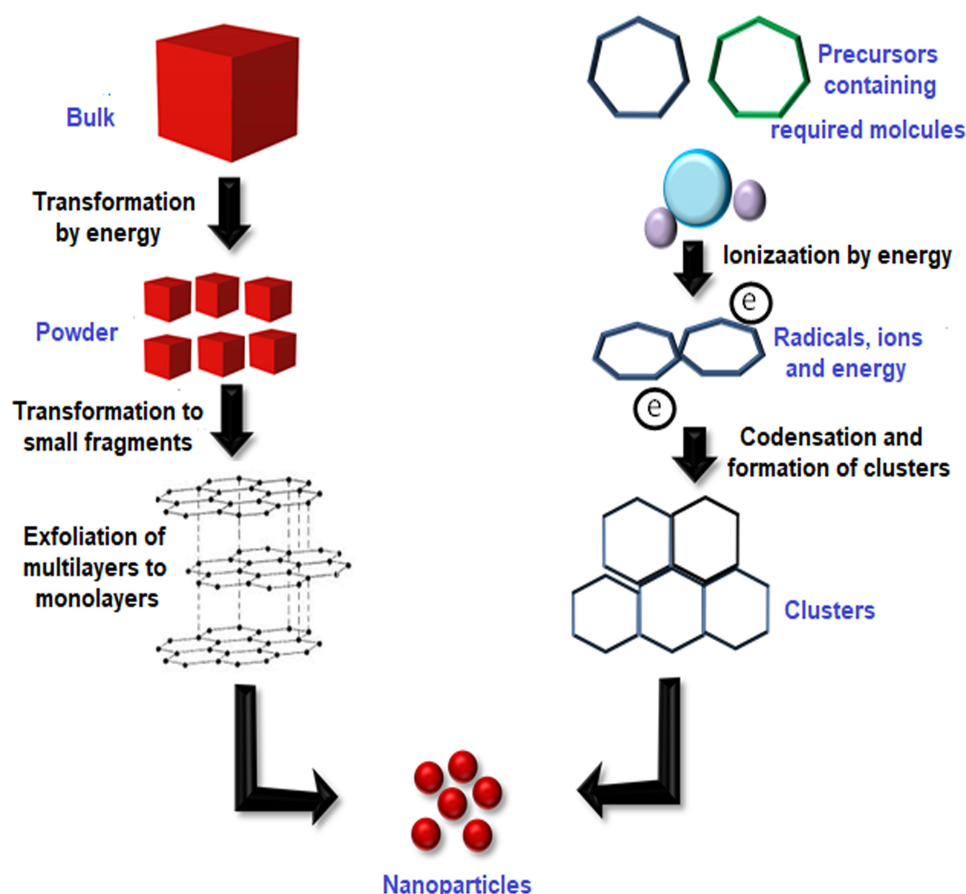 Bulk
Transformation
by energy
Powder
Transformation to
small fragments
Exfoliation of
multilayers to
monolayers
Precursors
containing
required molcules
Ionizaation by energy
e
Radicals, ions
and energy
e
Codensation and
formation of clusters
Clusters
Nanoparticles